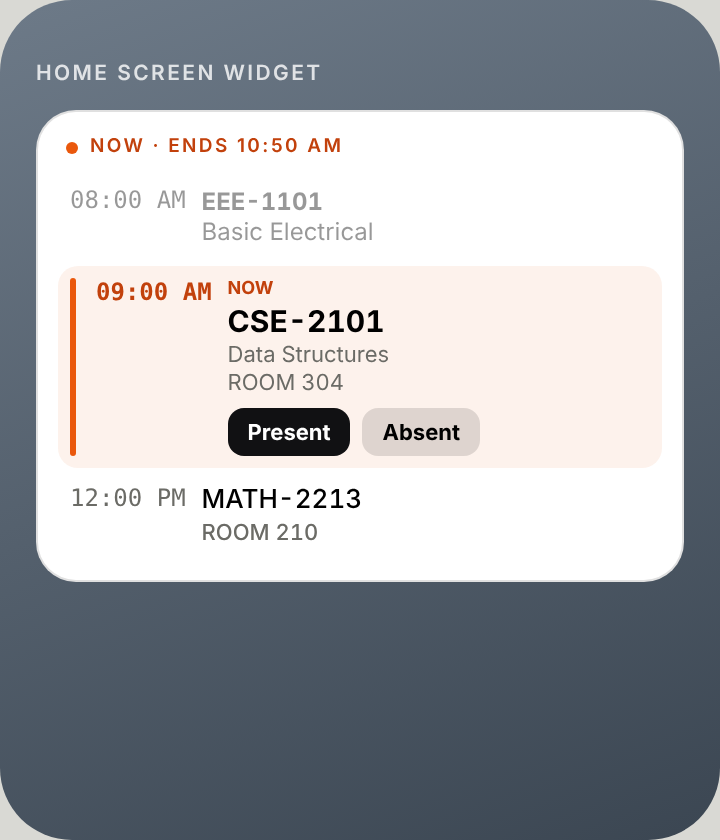 HOME SCREEN WIDGET
NOW · ENDS 10:50 AM
08:00 AM EEE-1101
Basic Electrical
09:00 AM NOW
CSE-2101
Data Structures
ROOM 304
Present Absent
12:00 PM MATH-2213
ROOM 210